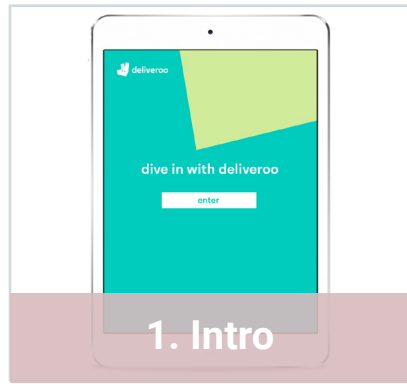 deliveroo
dive in with deliveroo
enter
1. Intro